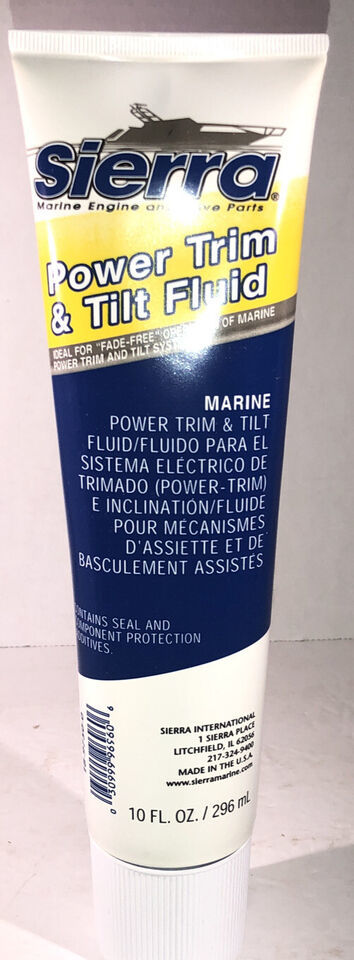 Sierra®
Marine Engine and Drive Parts
Power Trim
& Tilt Fluid
IDEAL FOR "FADE-FREE" OF MARINE
POWER TRIM AND TILT
MARINE
POWER TRIM & TILT
FLUID/FLUIDO PARA EL
SISTEMA ELÉCTRICO DE
TRIMADO (POWER-TRIM)
E INCLINATIÓN/FLUIDE
POUR MÉCANISMES
D'ASSIETTE ET DE
BASCULEMENT ASSISTÉS
CONTAINS SEAL AND
COMPONENT PROTECTION
ADDITIVES.
SIERRA INTERNATIONAL
1 SIERRA PLACE
LITCHFIELD, IL 62056
217-324-9400
MADE IN THE U.S.A.
www.sierramarine.com
10 FL. OZ. / 296 mL